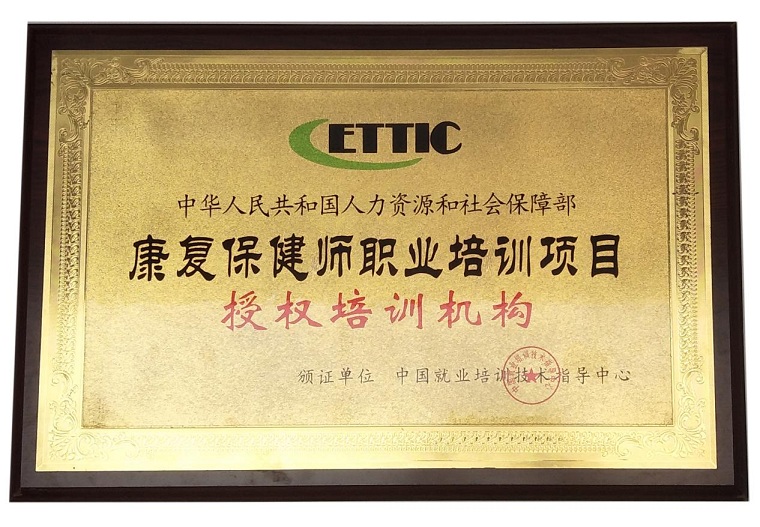 CETTIC
中华人民共和国人力资源和社会保障部
康复保健师职业培训项目
授权培训机构
颁证单位 中国就业培训技术指导中心